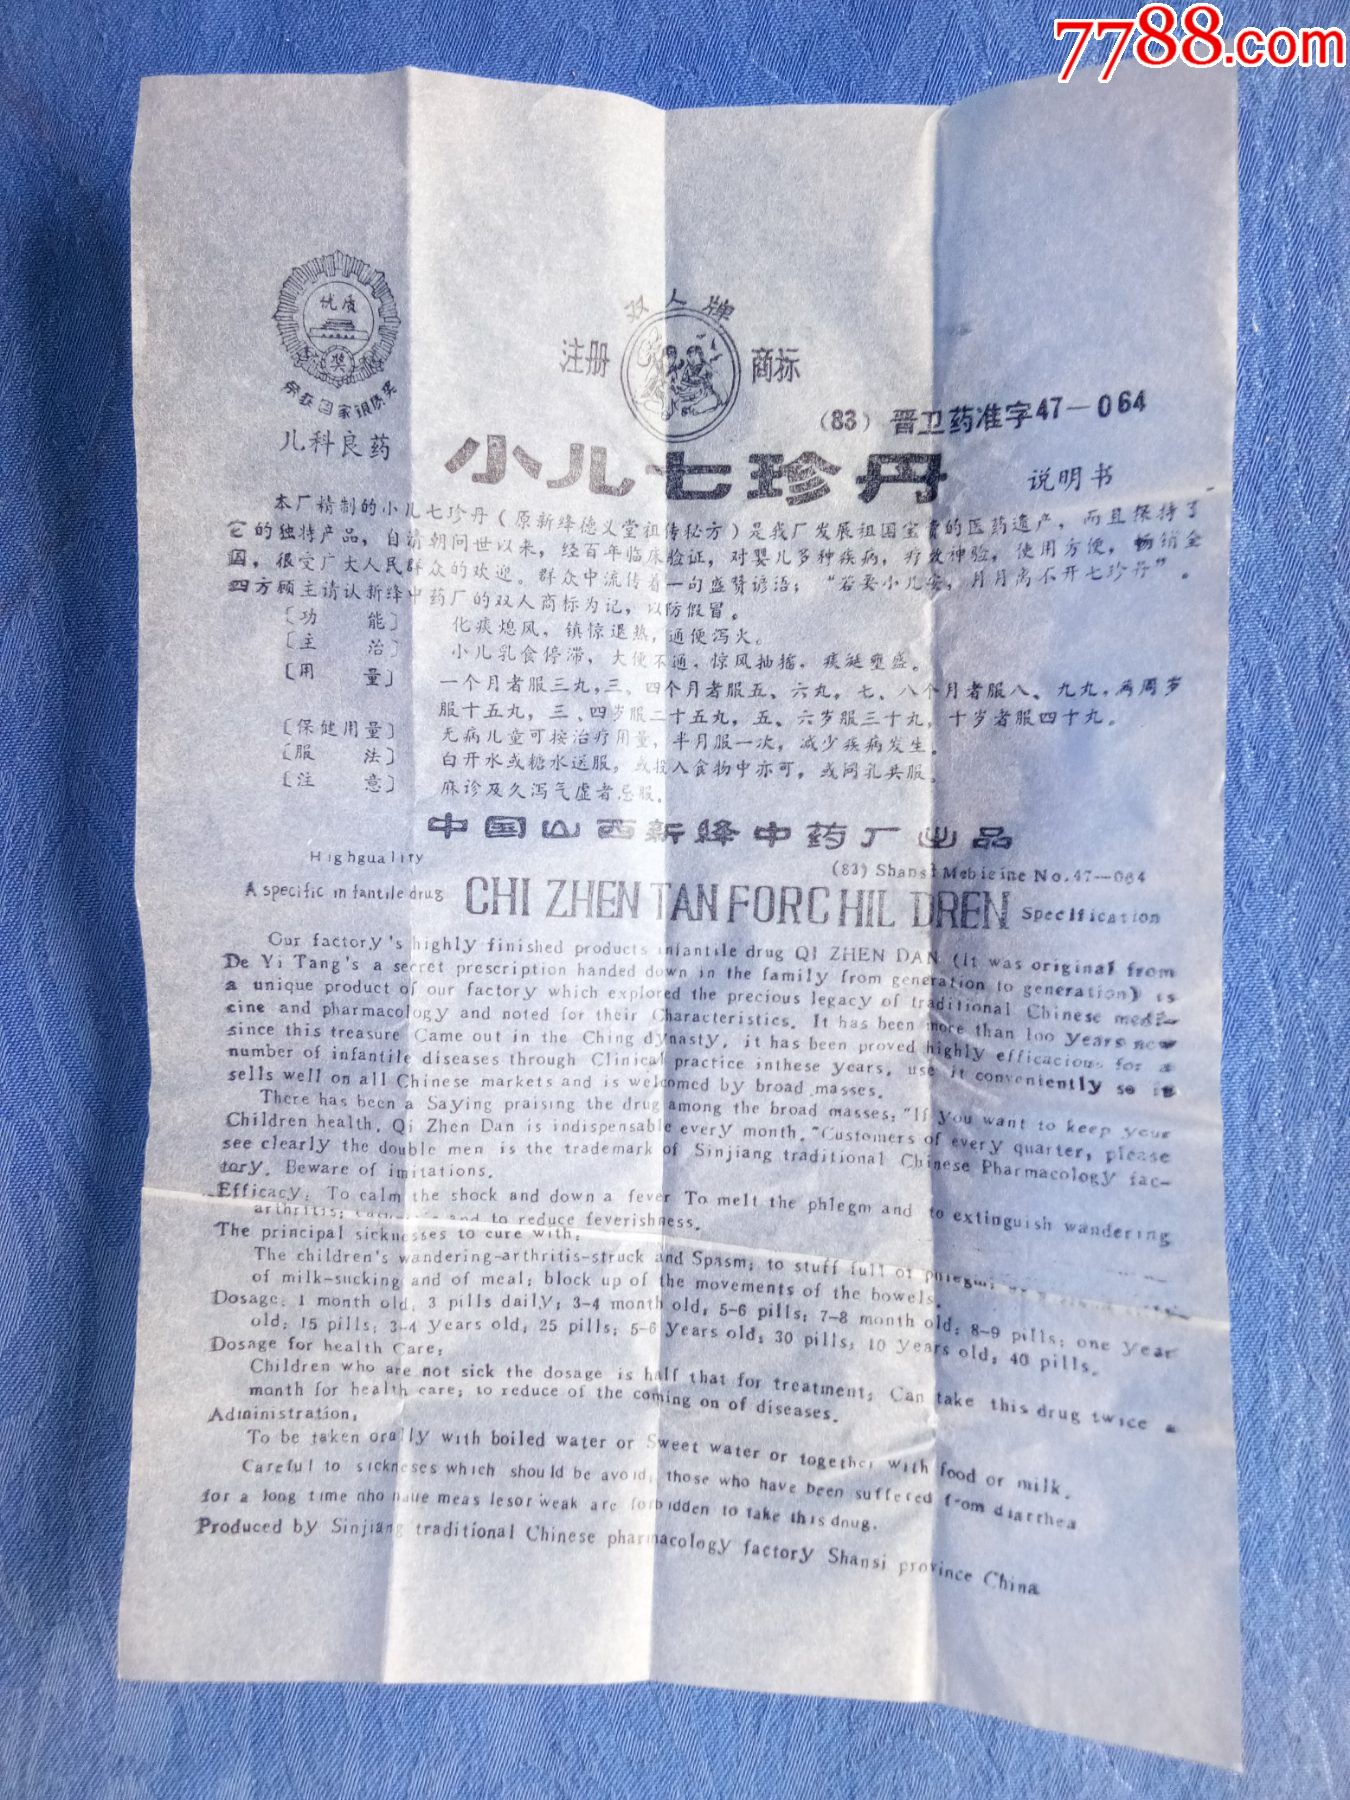 7788.com
双人牌
优质
奖
注册
商标
荣获国家银质奖
(83) 晋卫药准字47—064
儿科良药
小儿七珍丹
说明书
本厂精制的小儿七珍丹(原新绛德义堂祖传秘方)是我厂发展祖国宝贵的医药遗产,而且保持了
它的独特产品,自清朝问世以来,经百年临床验证,对婴儿多种疾病,疗效神验,使用方便,畅销全
国,很受广大人民群众的欢迎。群众中流传着一句盛赞谚语;“若要小儿安,月月离不开七珍丹”。
四方顾主请认新绛中药厂的双人商标为记,以防假冒。
〔功 能〕 化痰熄风,镇惊退热,通便泻火。
〔主 治〕 小儿乳食停滞,大便不通,惊风抽搐,痰涎壅盛。
〔用 量〕 一个月者服三丸,三、四个月者服五、六丸,七、八个月者服八、九丸,两周岁
服十五丸,三、四岁服二十五丸,五、六岁服三十丸,十岁者服四十丸。
〔保健用量〕 无病儿童可按治疗用量,半月服一次,减少疾病发生。
〔服 法〕 白开水或糖水送服,或投入食物中亦可,或同乳共服。
〔注 意〕 麻诊及久泻气虚者忌服。
中国山西新绛中药厂出品
Highguality
(83) Shansi Mebicine No.47—064
A specific in fantile drug
CHI ZHEN TAN FORC HIL DREN
Specification
Our factory's highly finished products infantile drug QI ZHEN DAN (It was original from
De Yi Tang's a secret prescription handed down in the family from generation to generation) is
a unique product of our factory which explored the precious legacy of traditional Chinese medi-
cine and pharmacology and noted for their Characteristics. It has been more than 100 years now
since this treasure Came out in the Ching dynasty, it has been proved highly efficacious for a
number of infantile diseases through Clinical practice inthese years, use it conveniently so it
sells well on all Chinese markets and is welcomed by broad masses.
There has been a Saying praising the drug among the broad masses: "If you want to keep your
Children health, Qi Zhen Dan is indispensable every month."Customers of every quarter, please
see clearly the double men is the trademark of Sinjiang traditional Chinese Pharmacology fac-
tory. Beware of imitations.
Efficacy: To calm the shock and down a fever To melt the phlegm and to extinguish wandering
arthritis; and to reduce feverishness.
The principal sicknesses to cure with:
The children's wandering-arthritis-struck and Spasm; to stuff full of phlegm;
of milk-sucking and of meal; block up of the movements of the bowels.
Dosage: 1 month old, 3 pills daily; 3-4 month old, 5-6 pills; 7-8 month old; 8-9 pills; one year
old; 15 pills; 3-4 years old; 25 pills; 5-6 years old; 30 pills; 10 years old; 40 pills.
Dosage for health Care:
Children who are not sick the dosage is half that for treatment; Can take this drug twice a
month for health care; to reduce of the coming on of diseases.
Administration:
To be taken orally with boiled water or Sweet water or together with food or milk.
Careful to sicknesses which should be avoid; those who have been suffered from diarrhea
for a long time nho haue meas lesor weak are forbidden to take this dnug.
Produced by Sinjiang traditional Chinese pharmacology factory Shansi province China